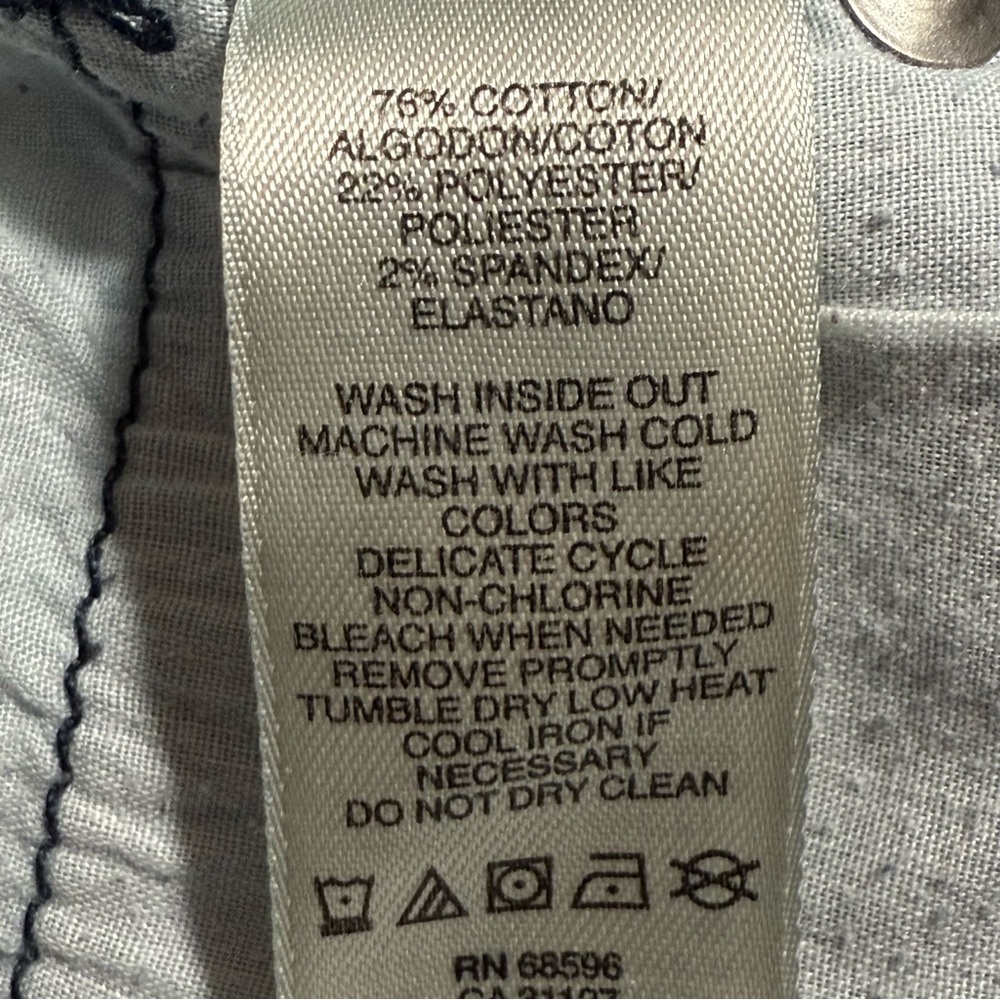 76% COTTON/
ALGODON/COTON
22% POLYESTER/
POLIESTER
2% SPANDEX/
ELASTANO
WASH INSIDE OUT
MACHINE WASH COLD
WASH WITH LIKE
COLORS
DELICATE CYCLE
NON-CHLORINE
BLEACH WHEN NEEDED
REMOVE PROMPTLY
TUMBLE DRY LOW HEAT
COOL IRON IF
NECESSARY
DO NOT DRY CLEAN
RN 68596
CA